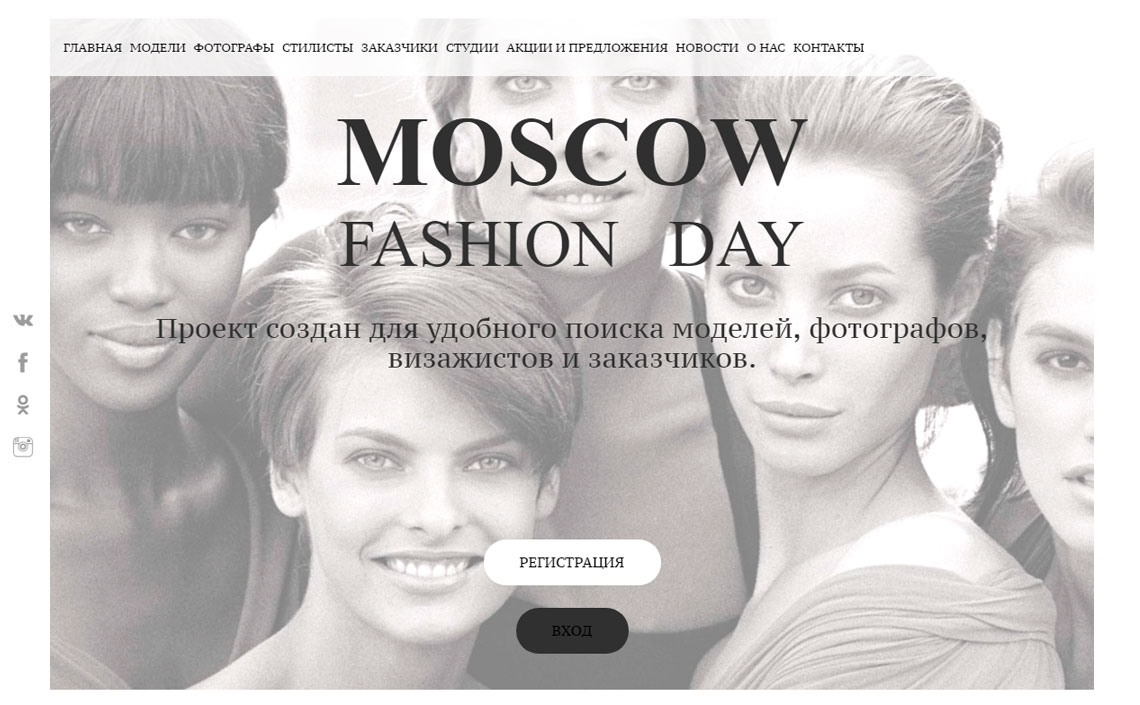 ГЛАВНАЯ МОДЕЛИ ФОТОГРАФЫ СТИЛИСТЫ ЗАКАЗЧИКИ СТУДИИ АКЦИИ И ПРЕДЛОЖЕНИЯ НОВОСТИ О НАС КОНТАКТЫ
MOSCOW
FASHION DAY
Проект создан для удобного поиска моделей, фотографов,
визажистов и заказчиков.
РЕГИСТРАЦИЯ
ВХОД